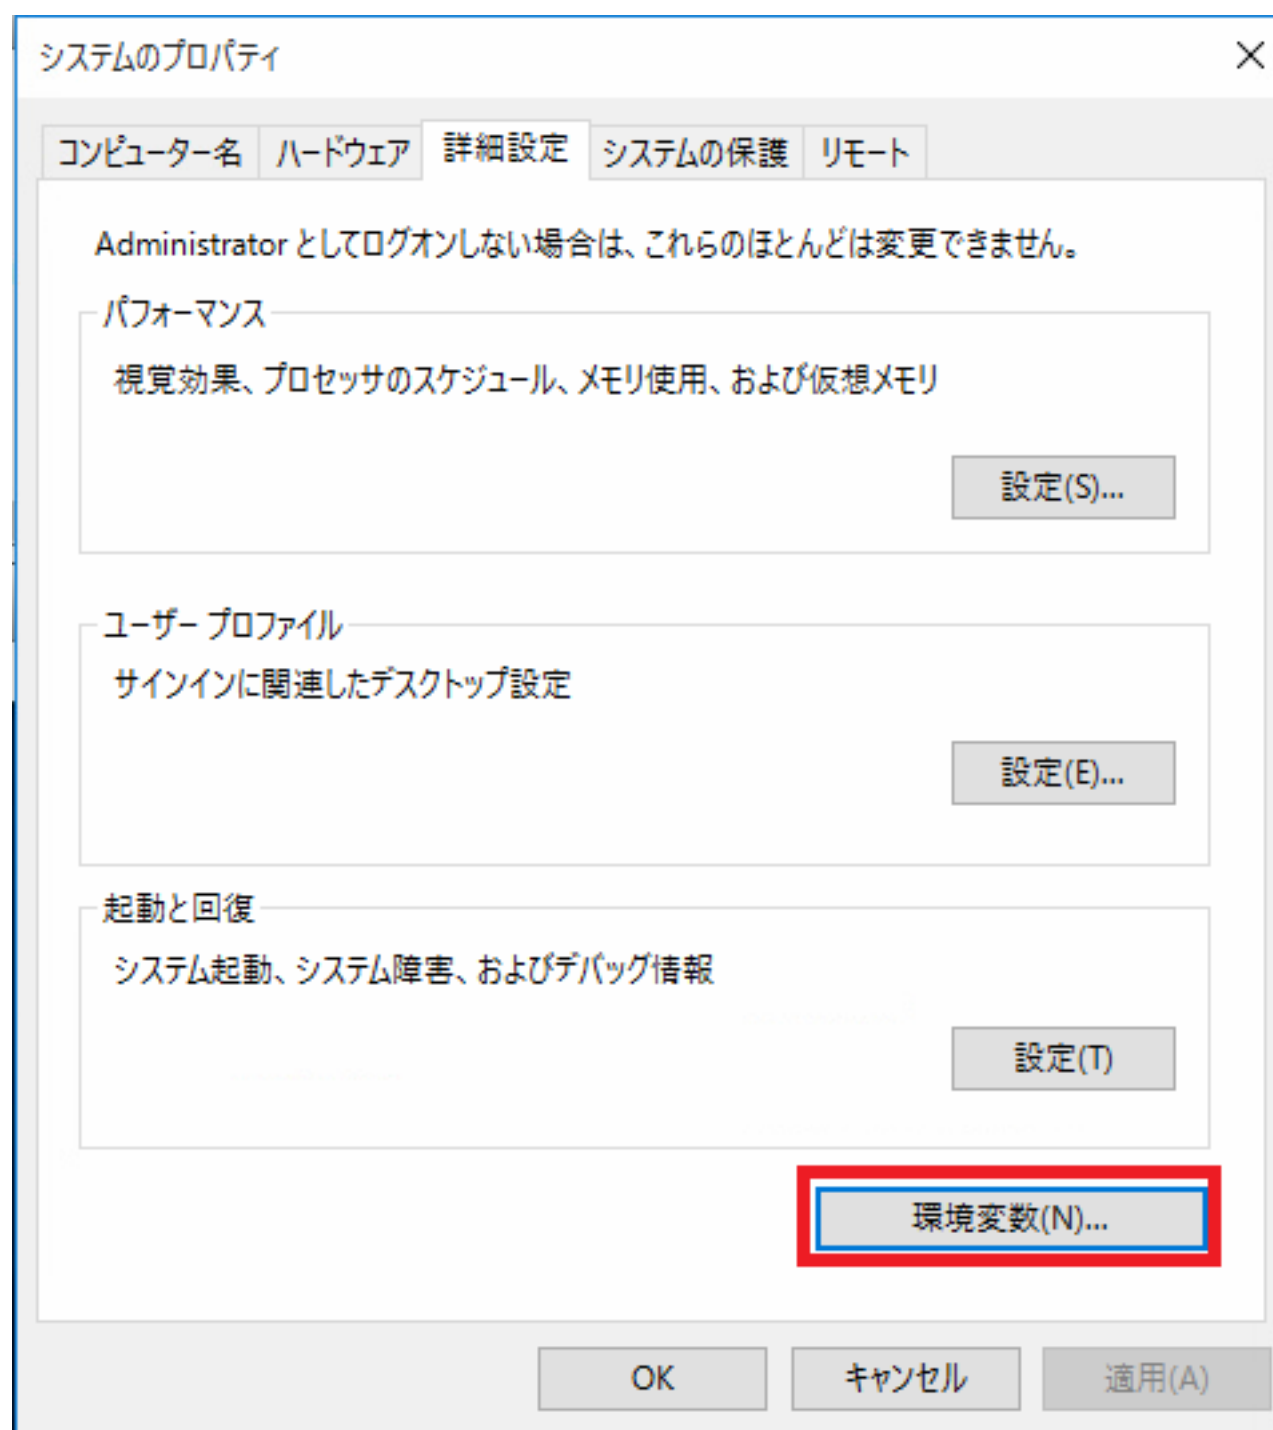 システムのプロパティ
コンピューター名 ハードウェア 詳細設定 システムの保護 リモート
Administrator としてログオンしない場合は、これらのほとんどは変更できません。
パフォーマンス
視覚効果、プロセッサのスケジュール、メモリ使用、および仮想メモリ
設定(S)...
ユーザー プロファイル
サインインに関連したデスクトップ設定
設定(E)...
起動と回復
システム起動、システム障害、およびデバッグ情報
設定(T)
環境変数(N)...
OK キャンセル 適用(A)